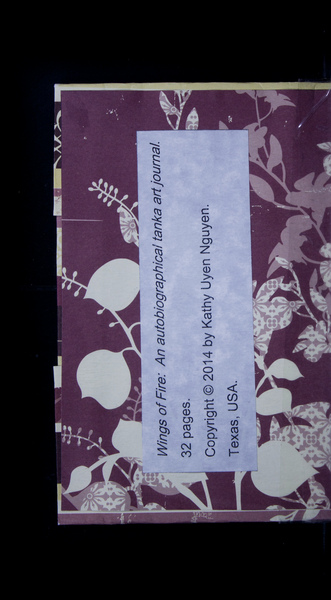 Wings of Fire: An autobiographical tanka art journal.
32 pages.
Copyright © 2014 by Kathy Uyen Nguyen.
Texas, USA.